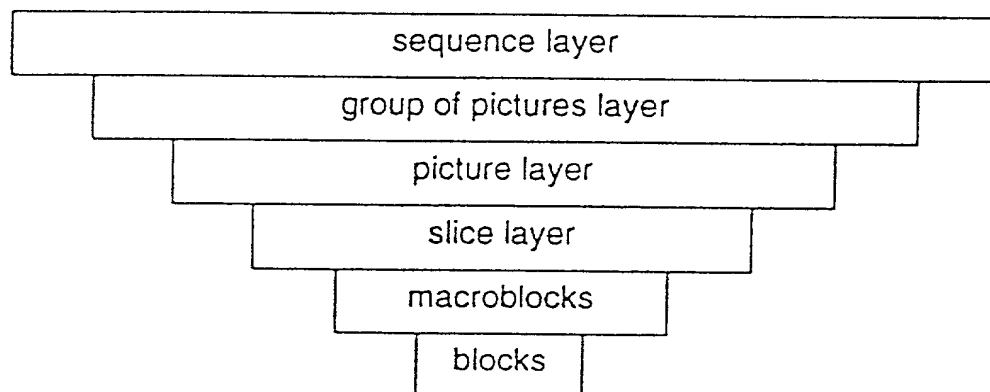 sequence layer
group of pictures layer
picture layer
slice layer
macroblocks
blocks